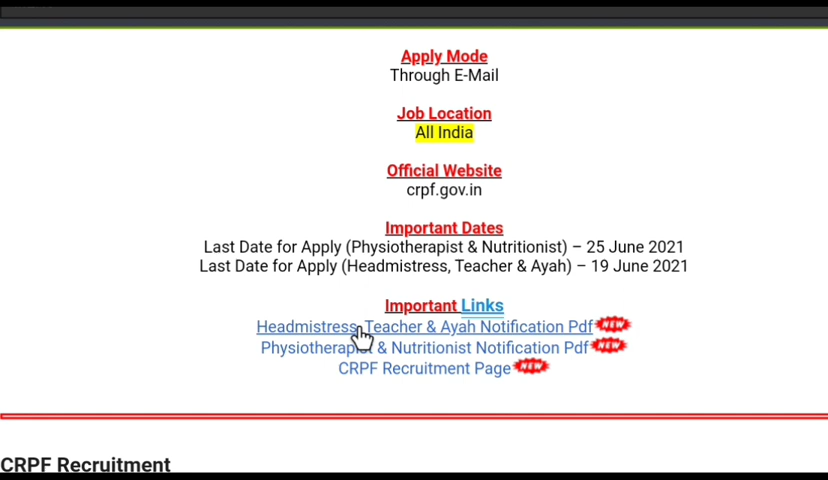 Apply Mode
Through E-Mail
Job Location
All India
Official Website
crpf.gov.in
Important Dates
Last Date for Apply (Physiotherapist & Nutritionist) – 25 June 2021
Last Date for Apply (Headmistress, Teacher & Ayah) – 19 June 2021
Important Links
Headmistress, Teacher & Ayah Notification Pdf NEW
Physiotherapist & Nutritionist Notification Pdf NEW
CRPF Recruitment Page NEW
CRPF Recruitment